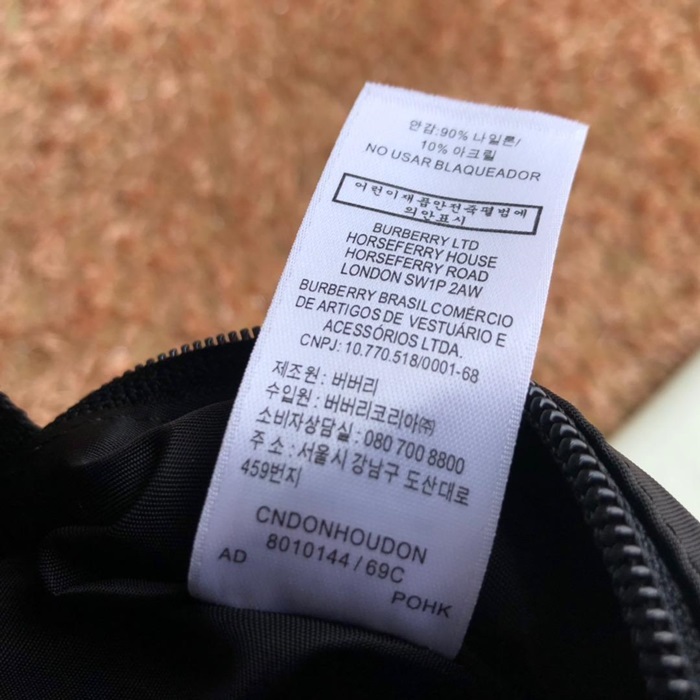 안감:90% 나일론/
10% 아크릴
NO USAR BLAQUEADOR
어린이제품안전특별법에
의한표시
BURBERRY LTD
HORSEFERRY HOUSE
HORSEFERRY ROAD
LONDON SW1P 2AW
BURBERRY BRASIL COMÉRCIO
DE ARTIGOS DE VESTUÁRIO E
ACESSÓRIOS LTDA.
CNPJ: 10.770.518/0001-68
제조원 : 버버리
수입원 : 버버리코리아㈜
소비자상담실 : 080 700 8800
주 소 : 서울시 강남구 도산대로
459번지
CNDONHOUDON
8010144 / 69C
AD
POHK